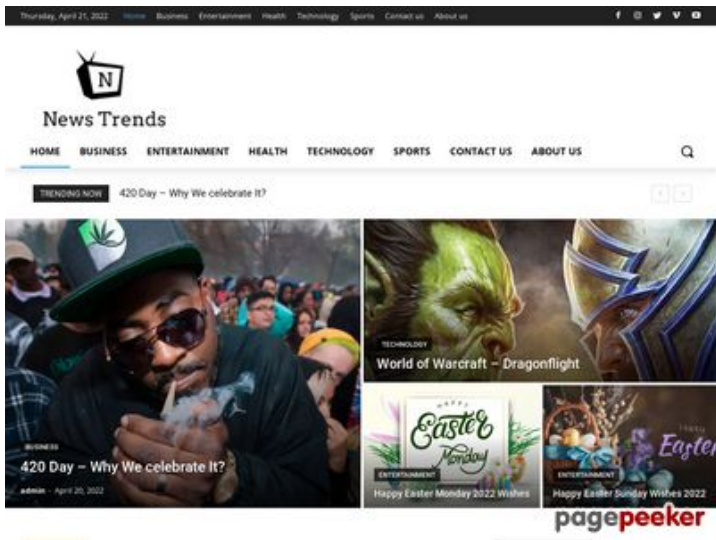 Thursday, April 21, 2022 Home Business Entertainment Health Technology Sports Contact us About us
N
News Trends
HOME BUSINESS ENTERTAINMENT HEALTH TECHNOLOGY SPORTS CONTACT US ABOUT US
TRENDING NOW 420 Day – Why We celebrate It?
TECHNOLOGY
World of Warcraft – Dragonflight
BUSINESS
420 Day – Why We celebrate It?
admin - April 20, 2022
HAPPY
Easter
Monday
ENTERTAINMENT
Happy Easter Monday 2022 Wishes
HAPPY
Easter
ENTERTAINMENT
Happy Easter Sunday Wishes 2022
pagepeeker